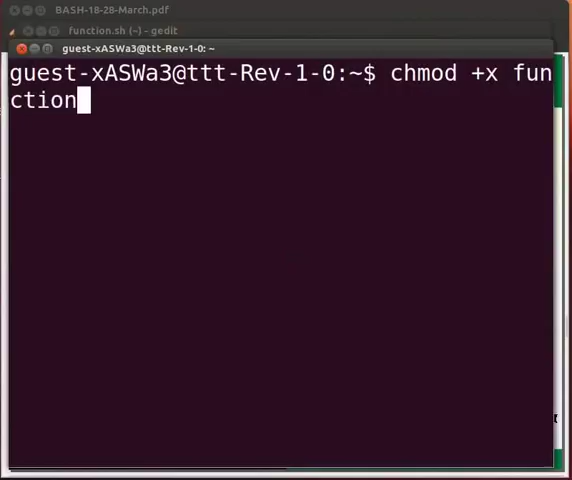 BASH-18-28-March.pdf
function.sh (~) - gedit
guest-xASWa3@ttt-Rev-1-0: ~
guest-xASWa3@ttt-Rev-1-0:~$ chmod +x fun
ction